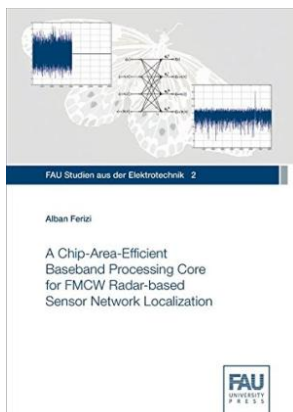 FAU Studien aus der Elektrotechnik 2
Alban Ferizi
A Chip-Area-Efficient
Baseband Processing Core
for FMCW Radar-based
Sensor Network Localization
FAU
UNIVERSITY
PRESS